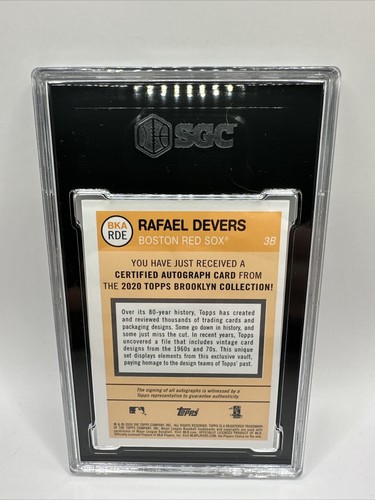 SGC
BKA
RDE
RAFAEL DEVERS
BOSTON RED SOX®
3B
YOU HAVE JUST RECEIVED A
CERTIFIED AUTOGRAPH CARD FROM
THE 2020 TOPPS BROOKLYN COLLECTION!
Over its 80-year history, Topps has created
and reviewed thousands of trading cards and
packaging designs. Some go down in history, and
some just miss the cut. In recent years, Topps
uncovered a file that includes vintage card
designs from the 1960s and 70s. This unique
set displays elements from this exclusive vault,
paying homage to the design teams of Topps' past.
The signing of all autographs is witnessed by a
Topps representative to guarantee authenticity.
Topps